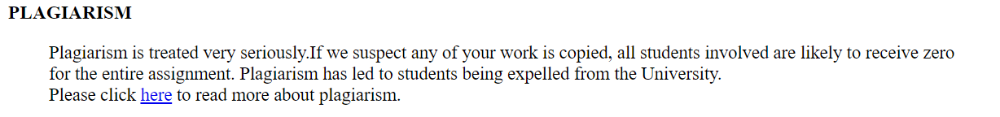 PLAGIARISM
Plagiarism is treated very seriously.If we suspect any of your work is copied, all students involved are likely to receive zero
for the entire assignment. Plagiarism has led to students being expelled from the University.
Please click here to read more about plagiarism.